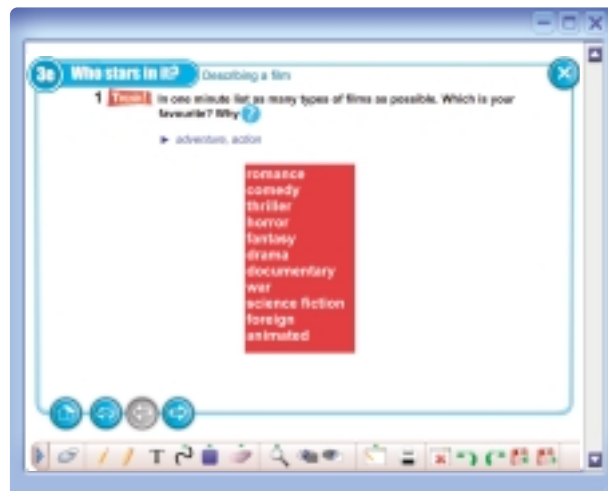 3e Who stars in it? Describing a film
1 Think! In one minute list as many types of films as possible. Which is your
favourite? Why?
► adventure, action
romance
comedy
thriller
horror
fantasy
drama
documentary
war
science fiction
foreign
animated
T